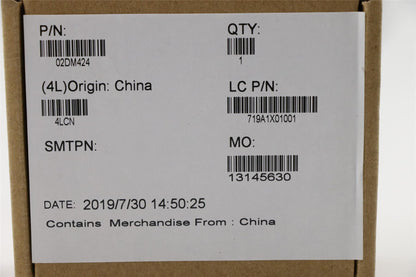 P/N: QTY:
02DM424 1
(4L)Origin: China LC P/N:
4LCN 719A1X01001
SMTPN: MO:
13145630
DATE: 2019/7/30 14:50:25
Contains Merchandise From : China